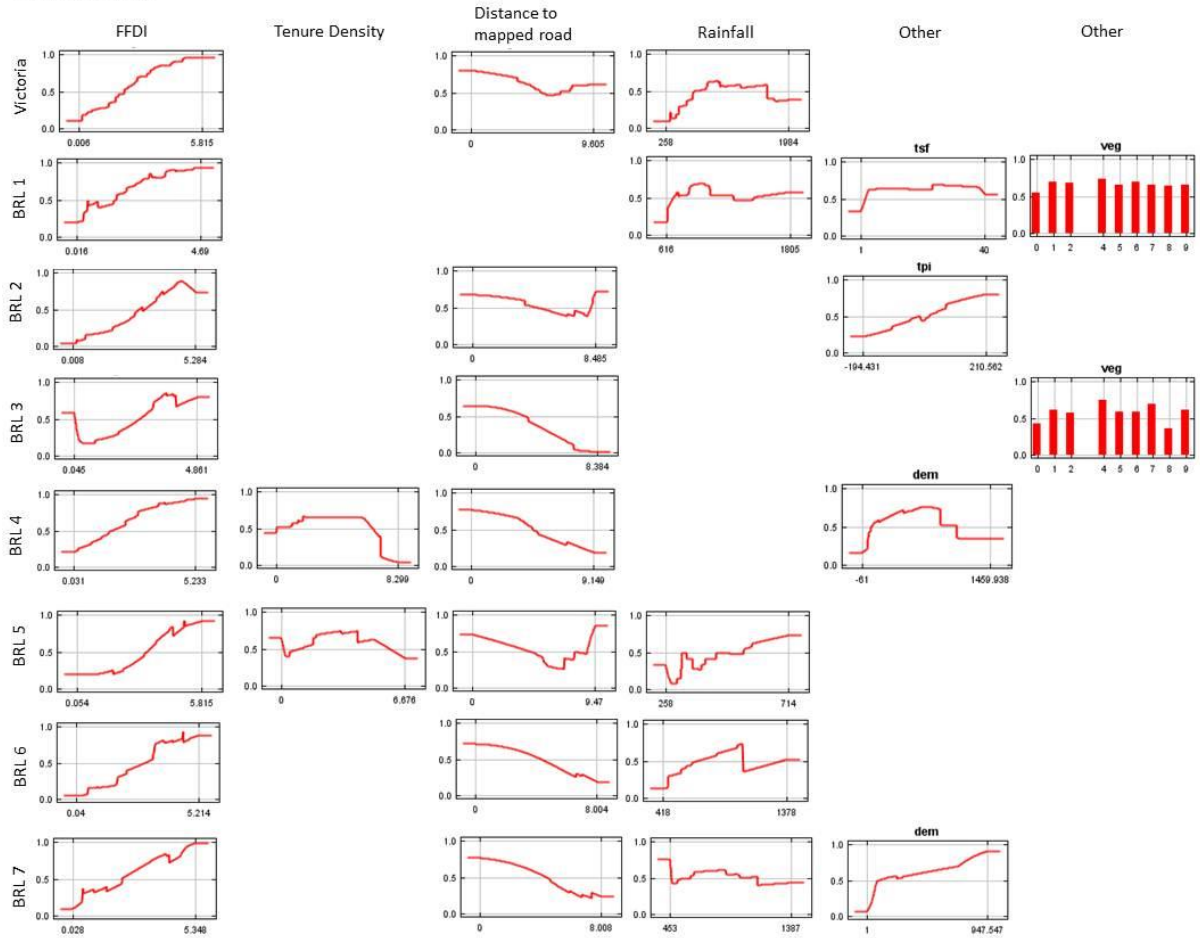 FFDI Tenure Density Distance to mapped road Rainfall Other Other
Victoria
1.0 0.5 0.0 0.006 5.815
1.0 0.5 0.0 0 9.605
1.0 0.5 0.0 258 1984
BRL 1
1.0 0.5 0.0 0.016 4.69
1.0 0.5 0.0 616 1805
tsf
1.0 0.5 0.0 1 40
veg
1.0 0.5 0.0 0 1 2 4 5 6 7 8 9
BRL 2
1.0 0.5 0.0 0.008 5.284
1.0 0.5 0.0 0 8.485
tpi
1.0 0.5 0.0 -194.431 210.562
BRL 3
1.0 0.5 0.0 0.045 4.861
1.0 0.5 0.0 0 8.384
veg
1.0 0.5 0.0 0 1 2 4 5 6 7 8 9
BRL 4
1.0 0.5 0.0 0.031 5.233
1.0 0.5 0.0 0 8.299
1.0 0.5 0.0 0 9.149
dem
1.0 0.5 0.0 -61 1459.938
BRL 5
1.0 0.5 0.0 0.054 5.815
1.0 0.5 0.0 0 6.676
1.0 0.5 0.0 0 9.47
1.0 0.5 0.0 258 714
BRL 6
1.0 0.5 0.0 0.04 5.214
1.0 0.5 0.0 0 8.004
1.0 0.5 0.0 418 1378
BRL 7
1.0 0.5 0.0 0.028 5.348
1.0 0.5 0.0 0 8.008
1.0 0.5 0.0 453 1387
dem
1.0 0.5 0.0 1 947.547